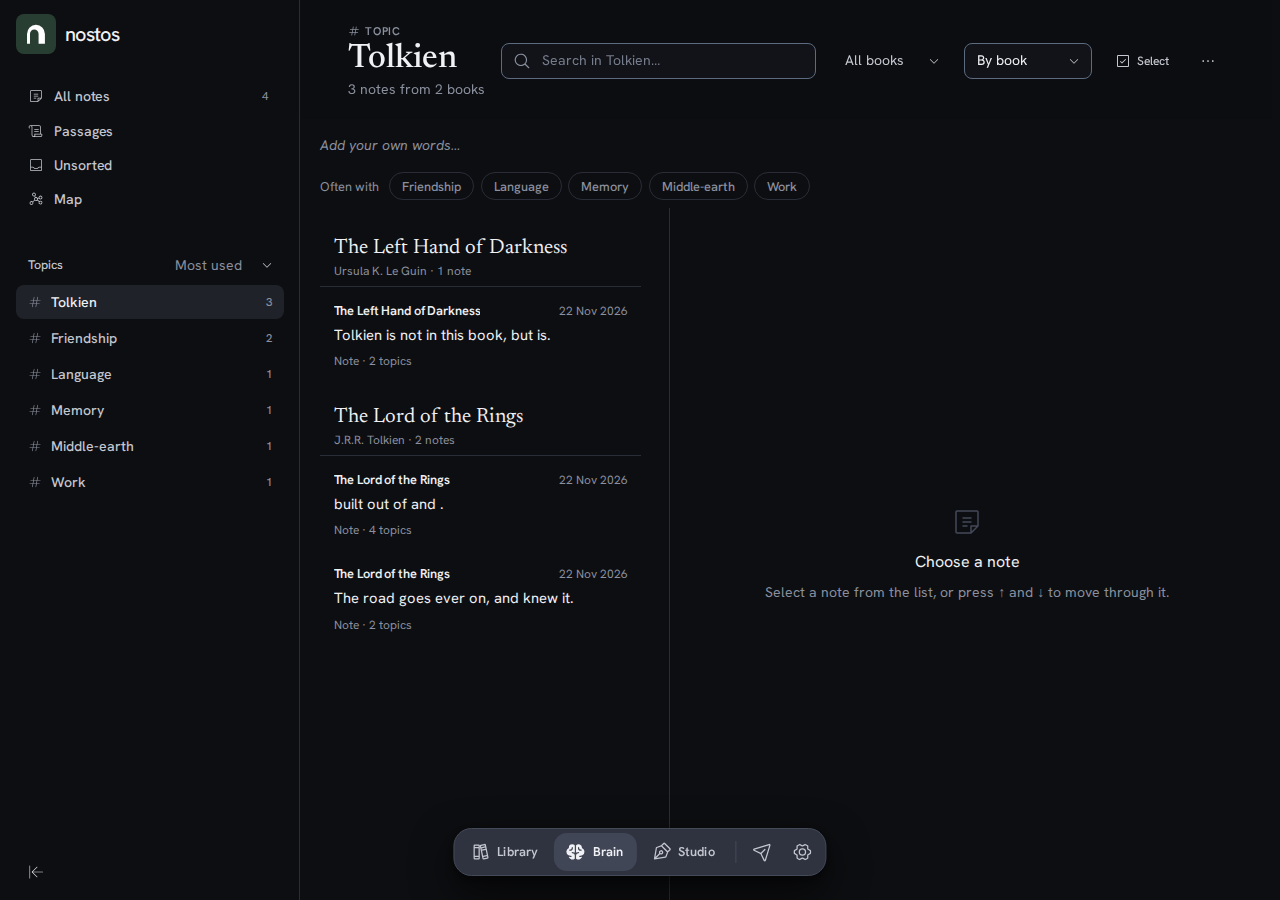 nostos
All notes 4
Passages
Unsorted
Map
Topics Most used
# Tolkien 3
# Friendship 2
# Language 1
# Memory 1
# Middle-earth 1
# Work 1
# TOPIC
Tolkien
3 notes from 2 books
Search in Tolkien...
All books
By book
Select
Add your own words...
Often with Friendship Language Memory Middle-earth Work
The Left Hand of Darkness
Ursula K. Le Guin · 1 note
The Left Hand of Darkness 22 Nov 2026
Tolkien is not in this book, but is.
Note · 2 topics
The Lord of the Rings
J.R.R. Tolkien · 2 notes
The Lord of the Rings 22 Nov 2026
built out of and .
Note · 4 topics
The Lord of the Rings 22 Nov 2026
The road goes ever on, and knew it.
Note · 2 topics
Choose a note
Select a note from the list, or press ↑ and ↓ to move through it.
Library Brain Studio